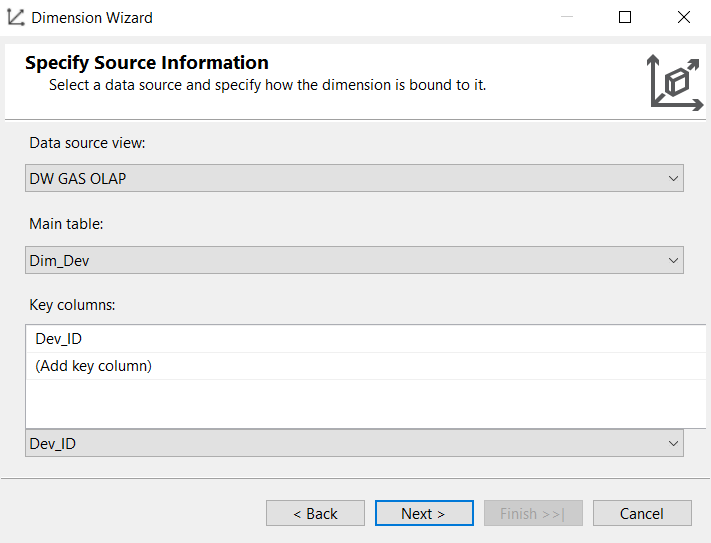 Dimension Wizard
Specify Source Information
Select a data source and specify how the dimension is bound to it.
Data source view:
DW GAS OLAP
Main table:
Dim_Dev
Key columns:
Dev_ID
(Add key column)
Dev_ID
< Back
Next >
Finish >>|
Cancel